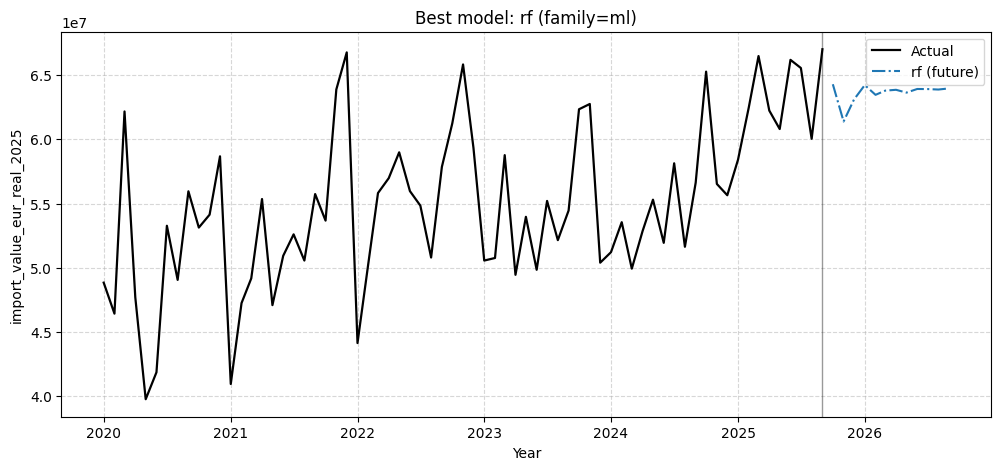 Best model: rf (family=ml)
1e7
Actual
rf (future)
6.5
6.0
5.5
5.0
4.5
4.0
import_value_eur_real_2025
2020
2021
2022
2023
2024
2025
2026
Year